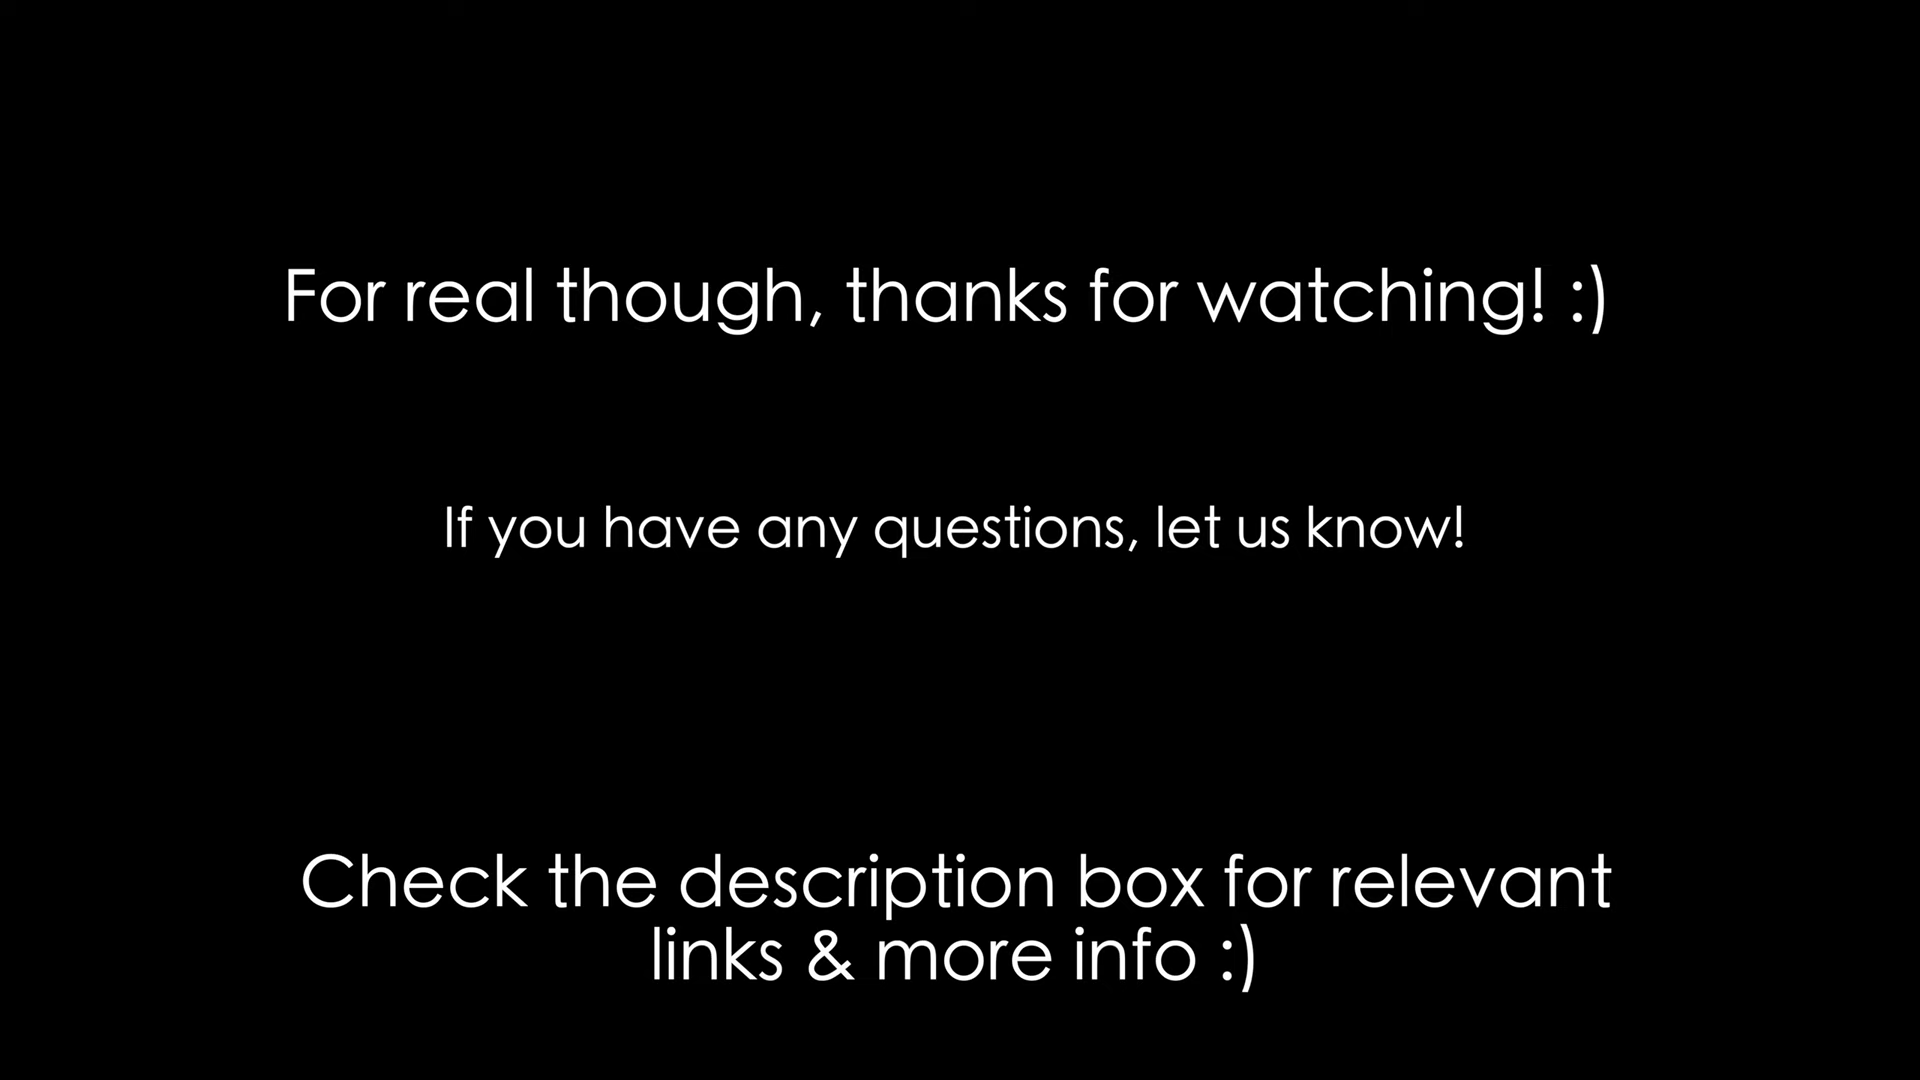 For real though, thanks for watching! :)
If you have any questions, let us know!
Check the description box for relevant
links & more info :)